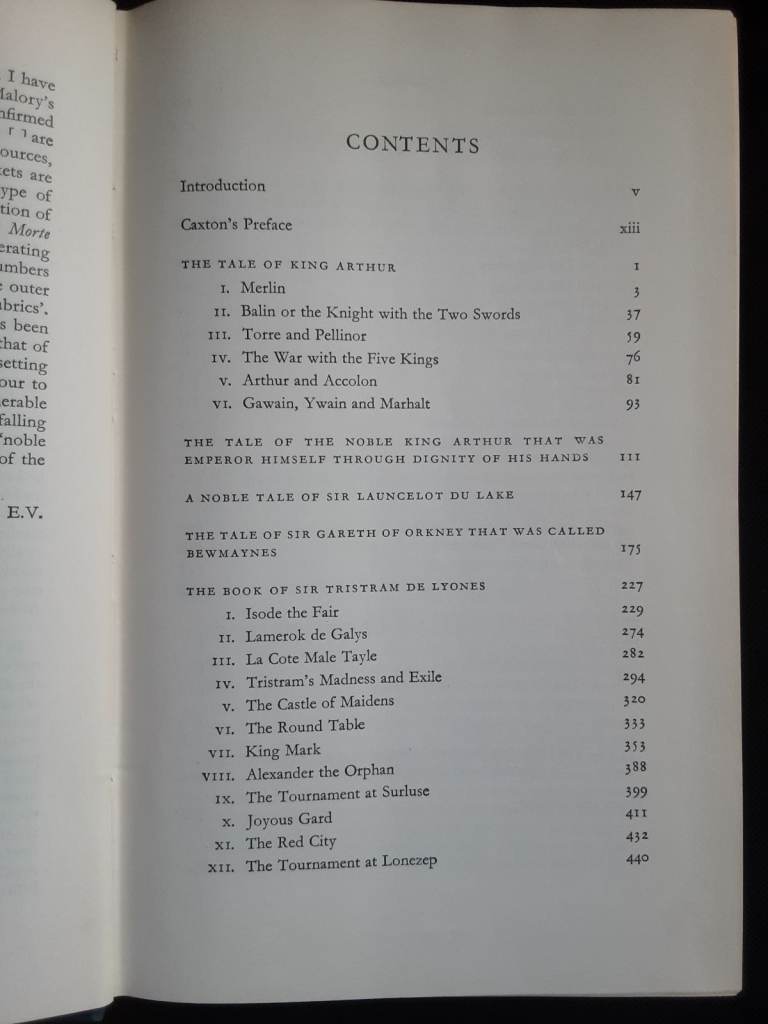 I have
Malory's
confirmed
⌈ ⌉ are
sources,
kets are
type of
tion of
Morte
erating
umbers
e outer
ubrics'.
s been
that of
setting
our to
erable
falling
'noble
of the
E.V.
CONTENTS
Introduction v
Caxton's Preface xiii
THE TALE OF KING ARTHUR 1
I. Merlin 3
II. Balin or the Knight with the Two Swords 37
III. Torre and Pellinor 59
IV. The War with the Five Kings 76
V. Arthur and Accolon 81
VI. Gawain, Ywain and Marhalt 93
THE TALE OF THE NOBLE KING ARTHUR THAT WAS
EMPEROR HIMSELF THROUGH DIGNITY OF HIS HANDS 111
A NOBLE TALE OF SIR LAUNCELOT DU LAKE 147
THE TALE OF SIR GARETH OF ORKNEY THAT WAS CALLED
BEWMAYNES 175
THE BOOK OF SIR TRISTRAM DE LYONES 227
I. Isode the Fair 229
II. Lamerok de Galys 274
III. La Cote Male Tayle 282
IV. Tristram's Madness and Exile 294
V. The Castle of Maidens 320
VI. The Round Table 333
VII. King Mark 353
VIII. Alexander the Orphan 388
IX. The Tournament at Surluse 399
X. Joyous Gard 411
XI. The Red City 432
XII. The Tournament at Lonezep 440